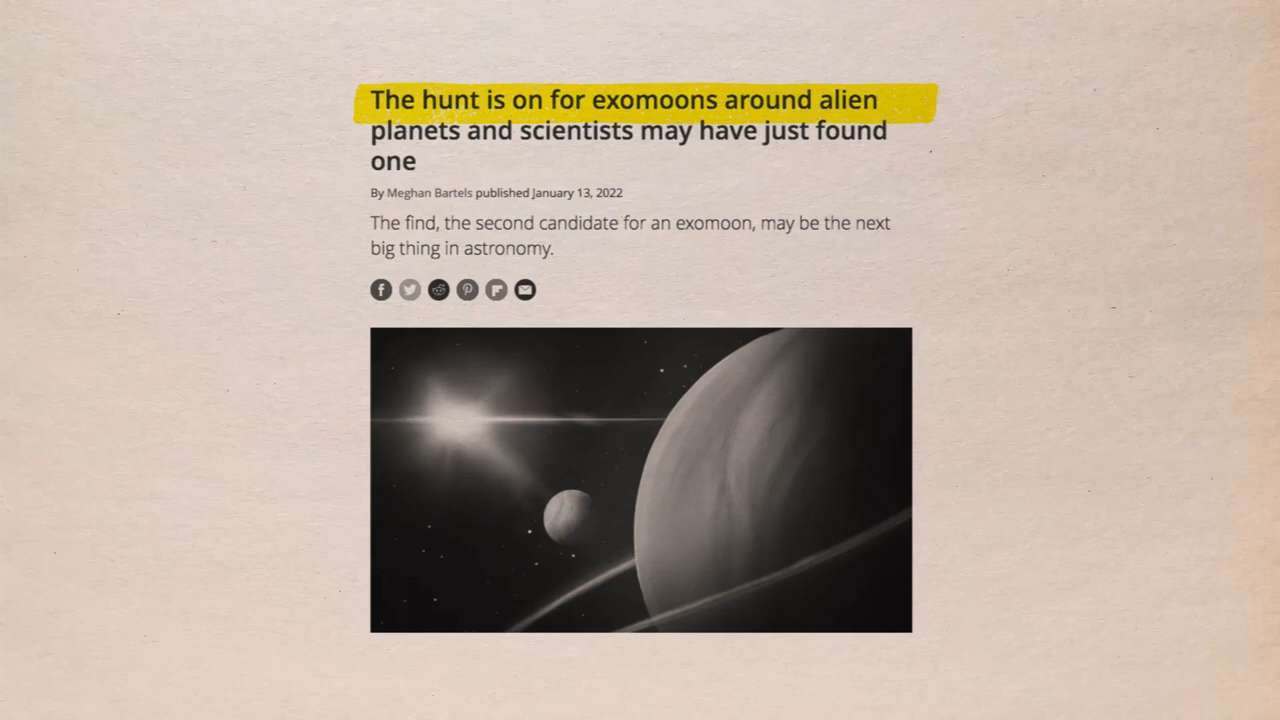 The hunt is on for exomoons around alien
planets and scientists may have just found
one
By Meghan Bartels published January 13, 2022
The find, the second candidate for an exomoon, may be the next
big thing in astronomy.